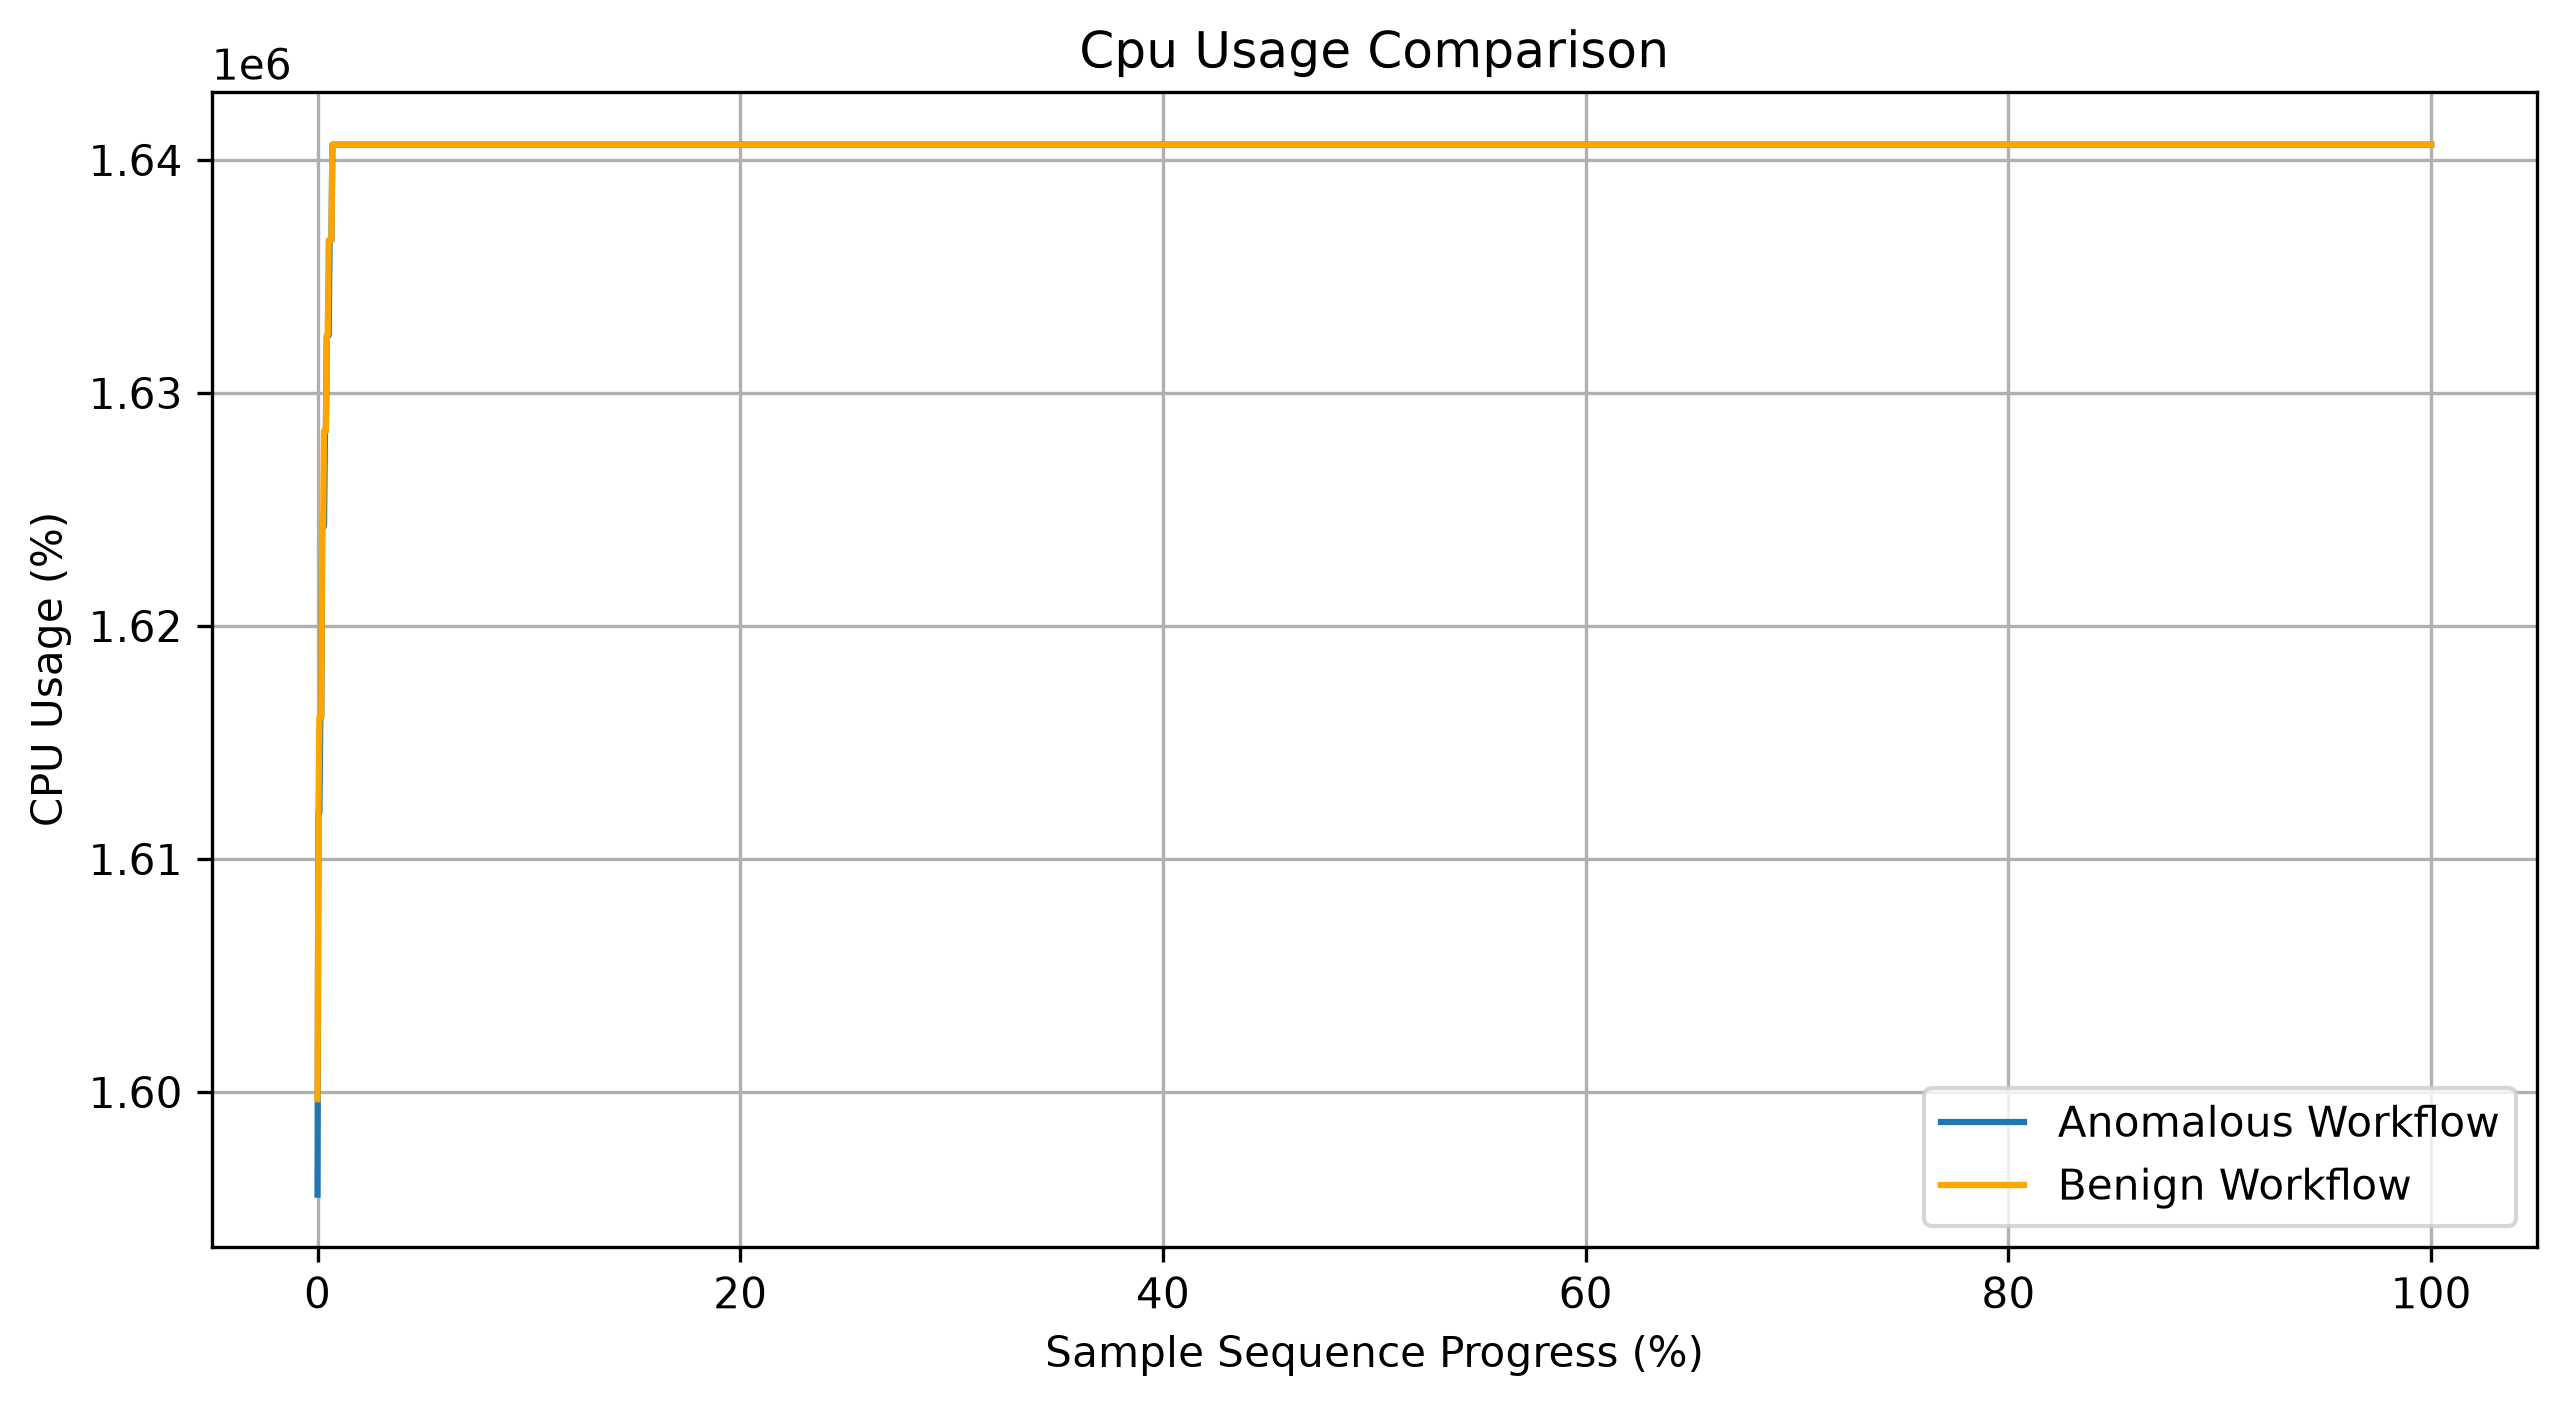 Cpu Usage Comparison
1e6
1.64
1.63
1.62
1.61
1.60
CPU Usage (%)
0 20 40 60 80 100
Sample Sequence Progress (%)
Anomalous Workflow
Benign Workflow